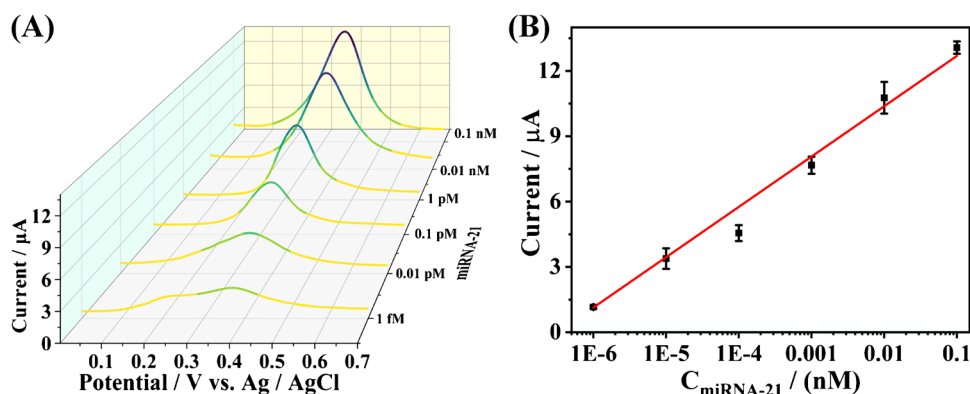 (A)
Current / μA
12
9
6
3
0
0.1 0.2 0.3 0.4 0.5 0.6 0.7
Potential / V vs. Ag / AgCl
0.1 nM
0.01 nM
1 pM
0.1 pM
0.01 pM
1 fM
miRNA-21
(B)
Current / μA
12
9
6
3
0
1E-6 1E-5 1E-4 0.001 0.01 0.1
CmiRNA-21 / (nM)